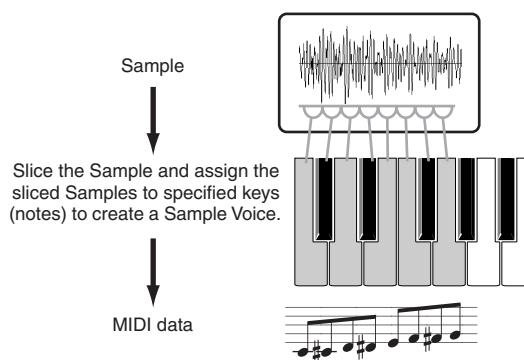 Sample
Slice the Sample and assign the
sliced Samples to specified keys
(notes) to create a Sample Voice.
MIDI data